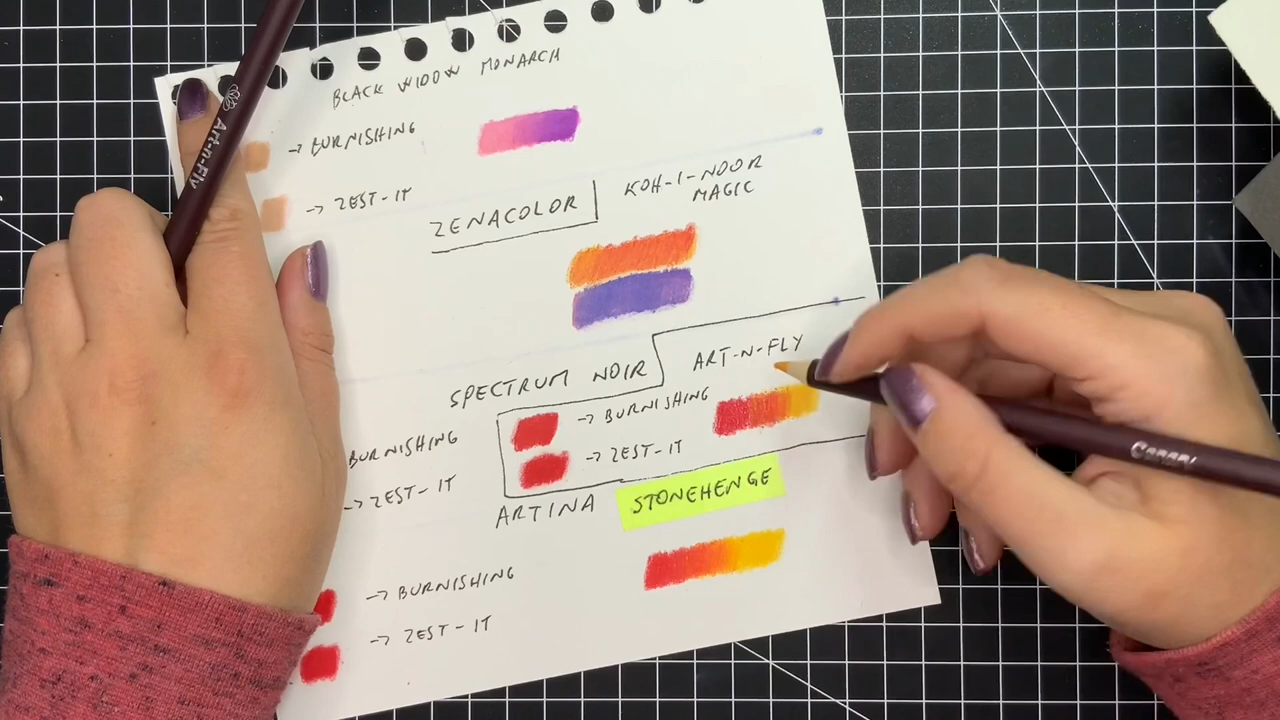 BLACK WIDOW MONARCH
→ BURNISHING
→ ZEST-IT
ZENACOLOR
KOH-I-NOOR
MAGIC
SPECTRUM NOIR
ART-N-FLY
→ BURNISHING
→ ZEST-IT
BURNISHING
→ ZEST-IT
ARTINA
STONEHENGE
→ BURNISHING
→ ZEST-IT
Art-n-Fly
Canary